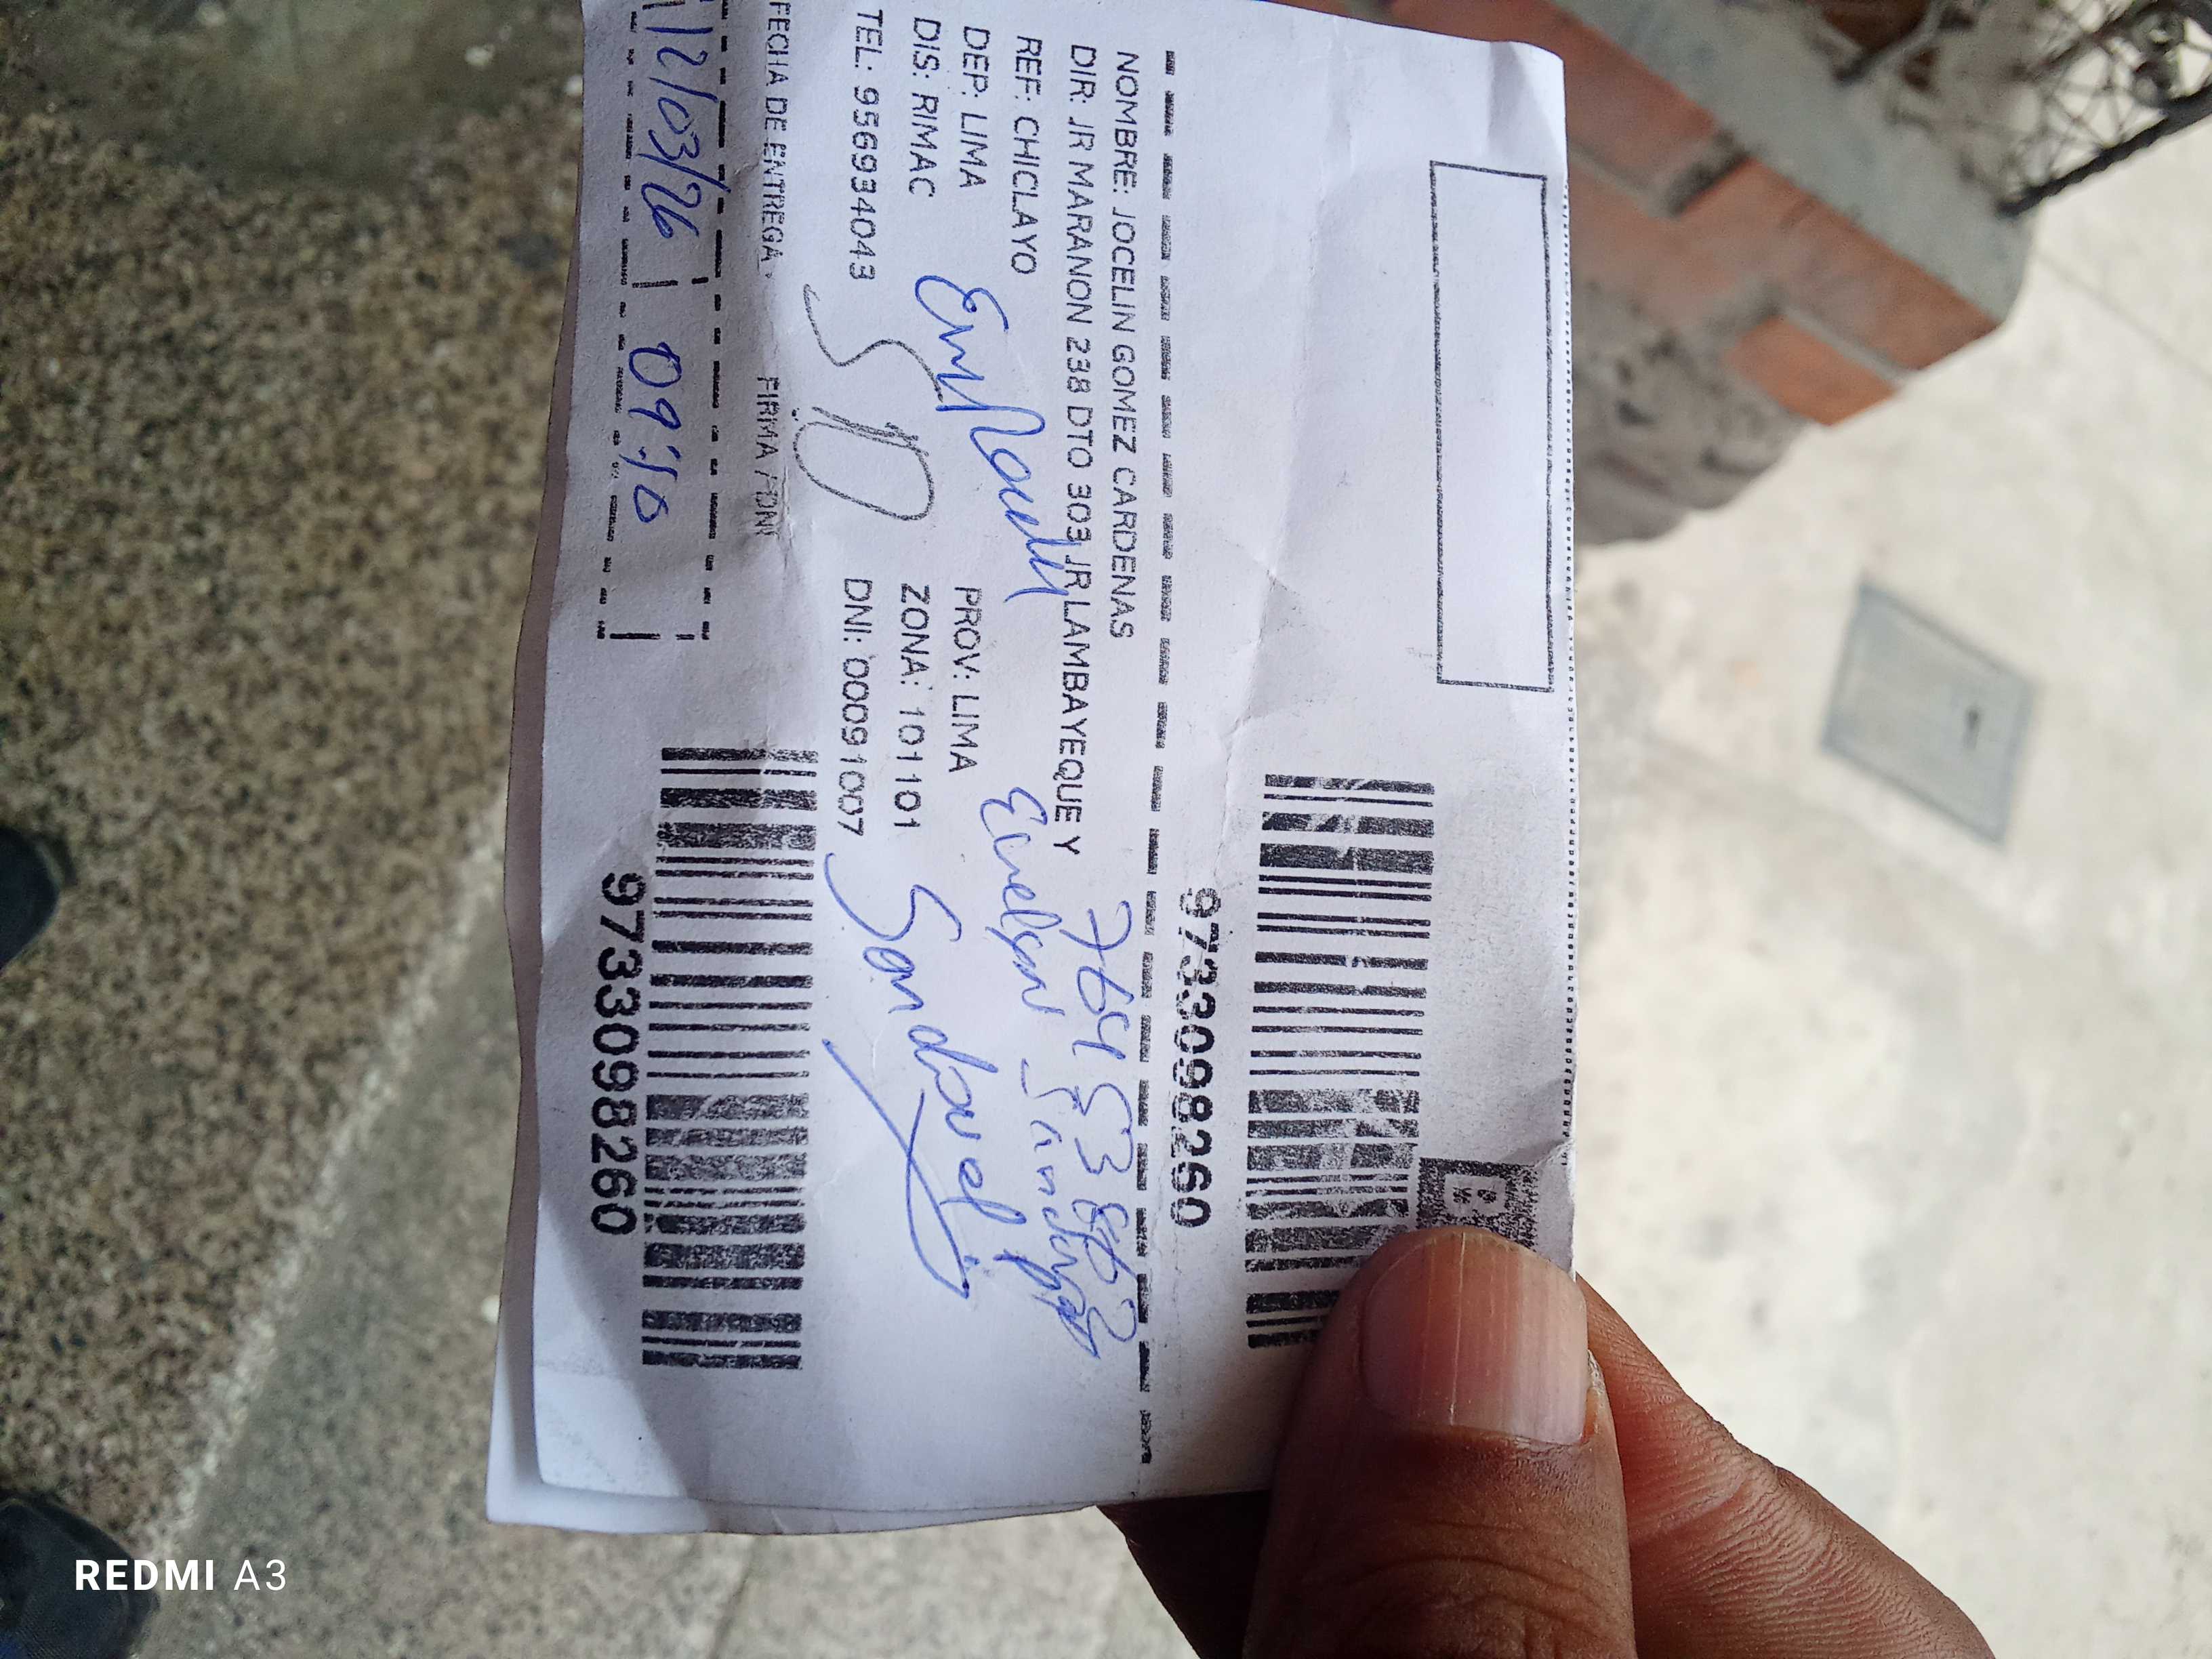 B
9733098260
NOMBRE: JOCELIN GOMEZ CARDENAS
DIR: JR MARANON 238 DTO 303 JR LAMBAYEQUE Y
REF: CHICLAYO
DEP: LIMA PROV: LIMA
DIS: RIMAC ZONA: 101101
TEL: 956934043 DNI: 00091007
Sandoval
FECHA DE ENTREGA FIRMA / DNI
12/03/26 09:10
9733098260
REDMI A3